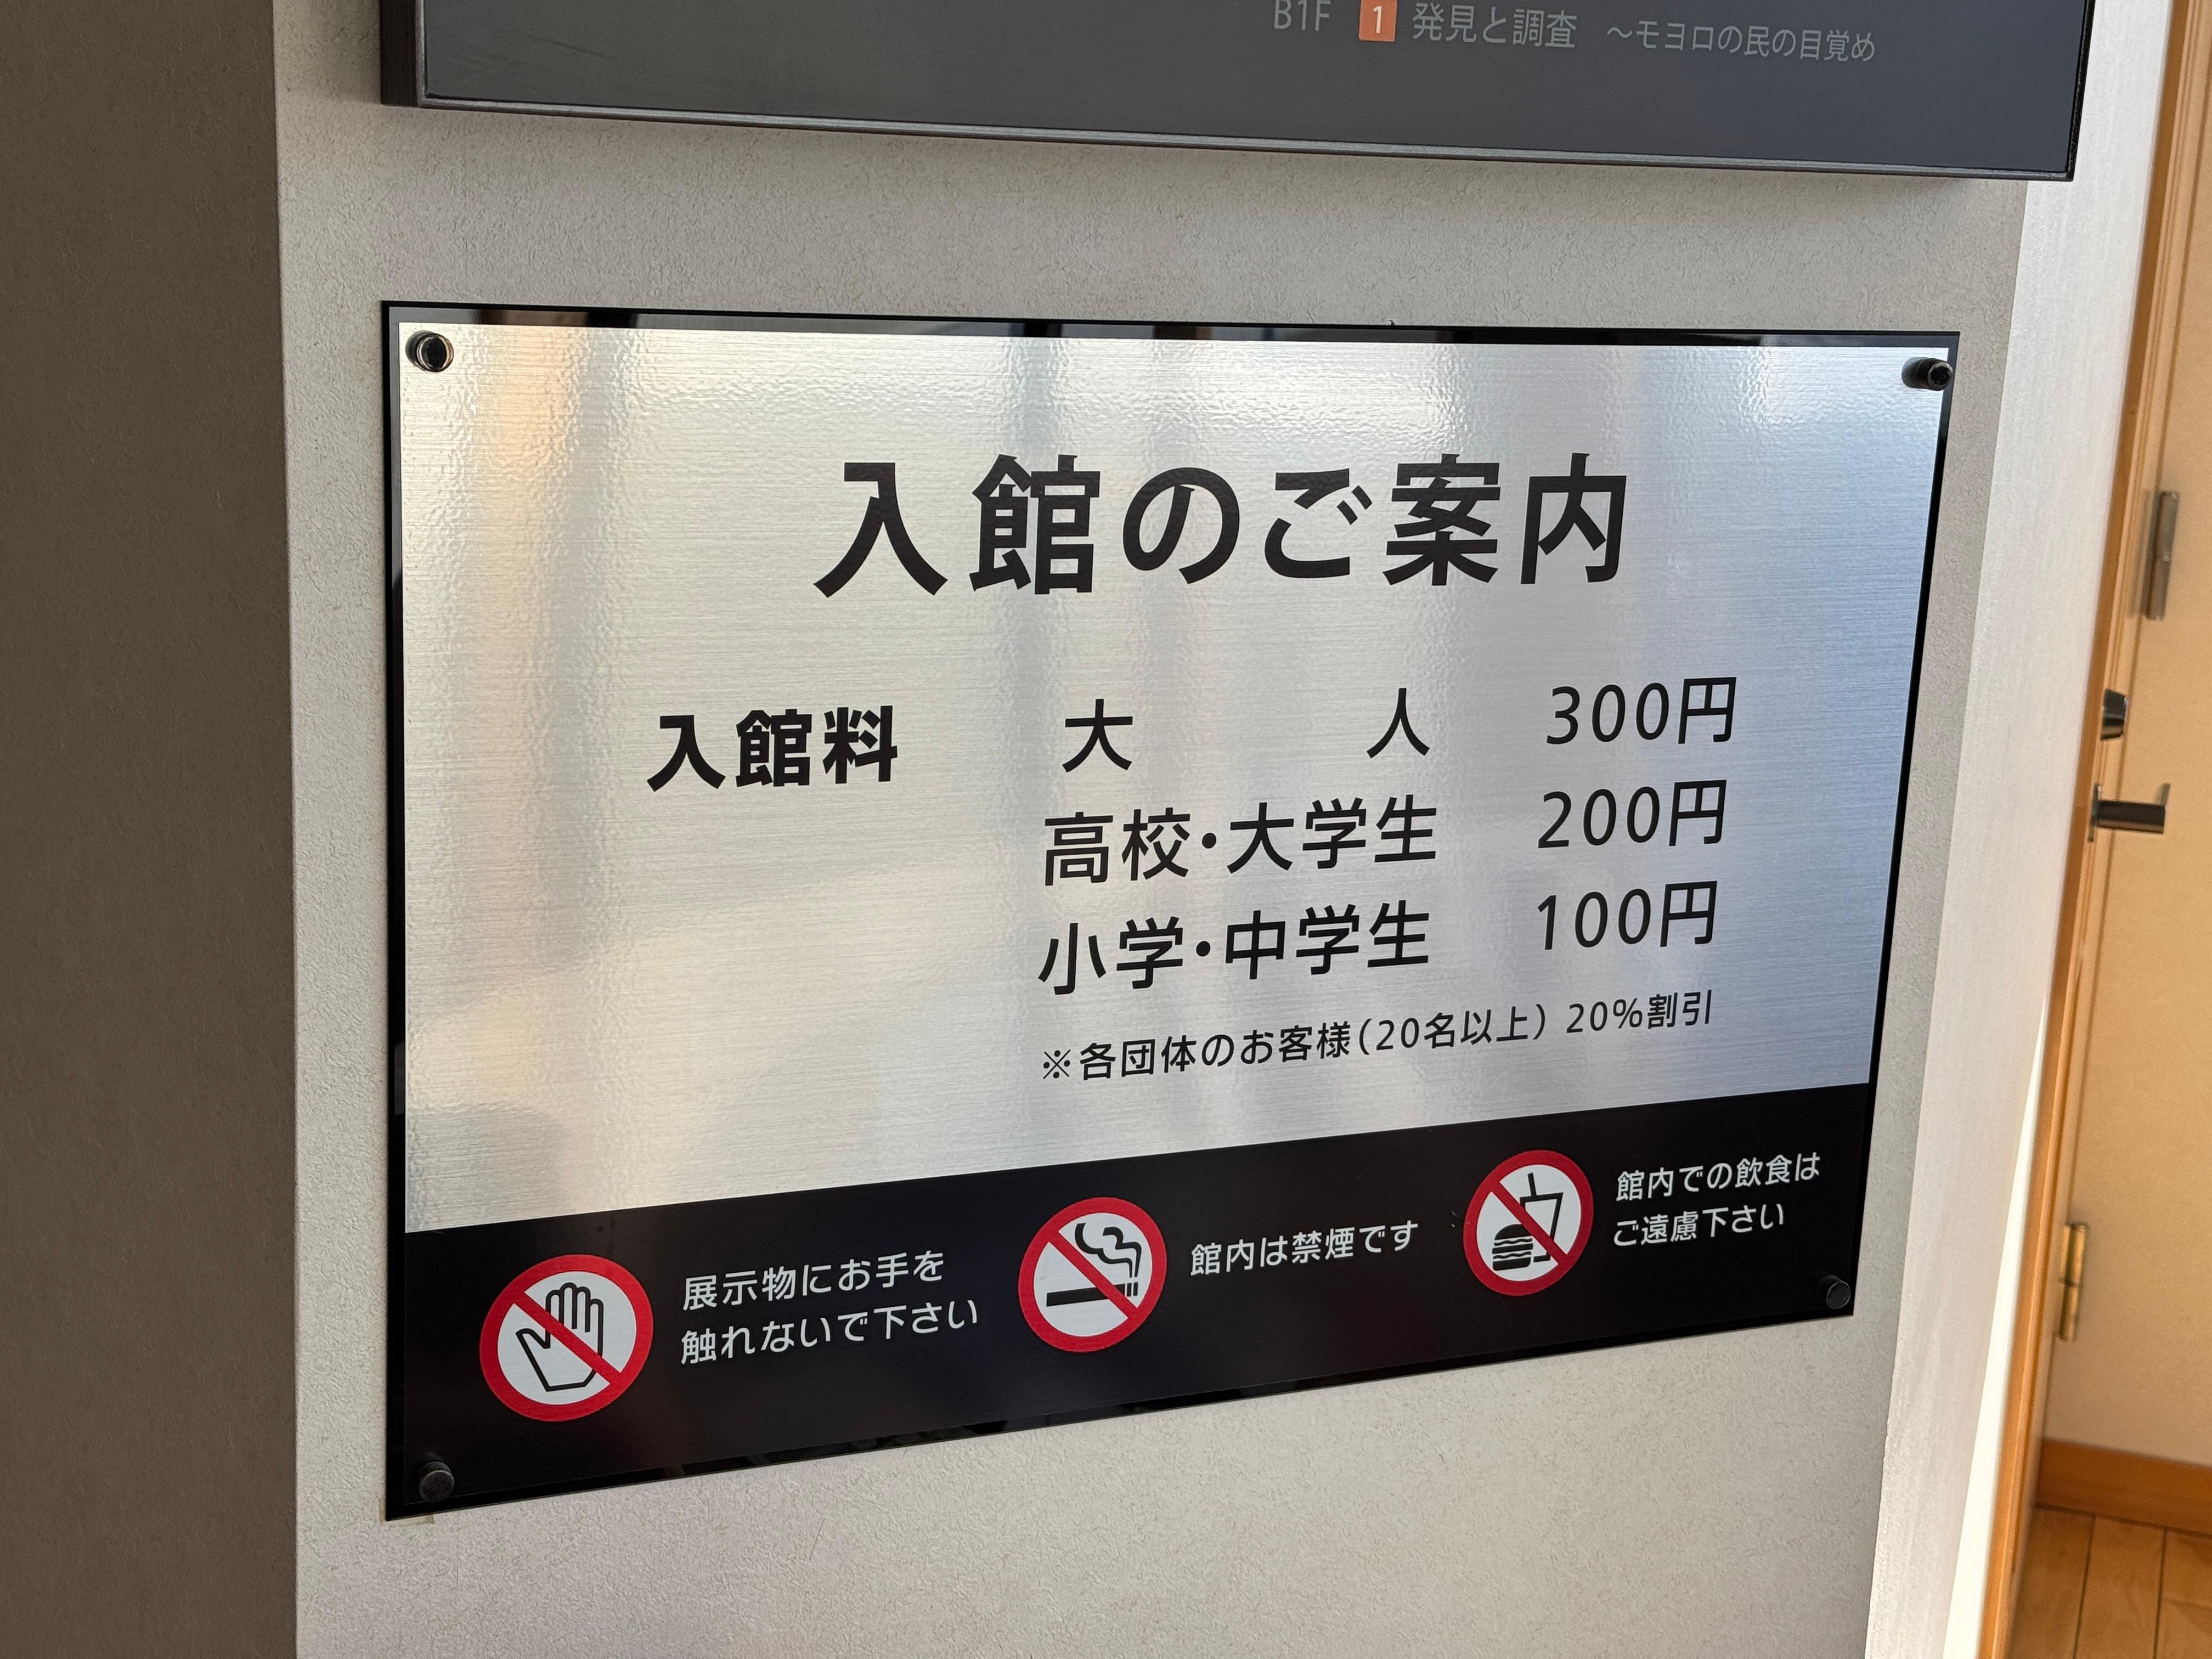 B1F 1 発見と調査 ～モヨロの民の目覚め
入館のご案内
入館料 大人 300円
高校・大学生 200円
小学・中学生 100円
※各団体のお客様（20名以上）20%割引
展示物にお手を
触れないで下さい
館内は禁煙です
館内での飲食は
ご遠慮下さい